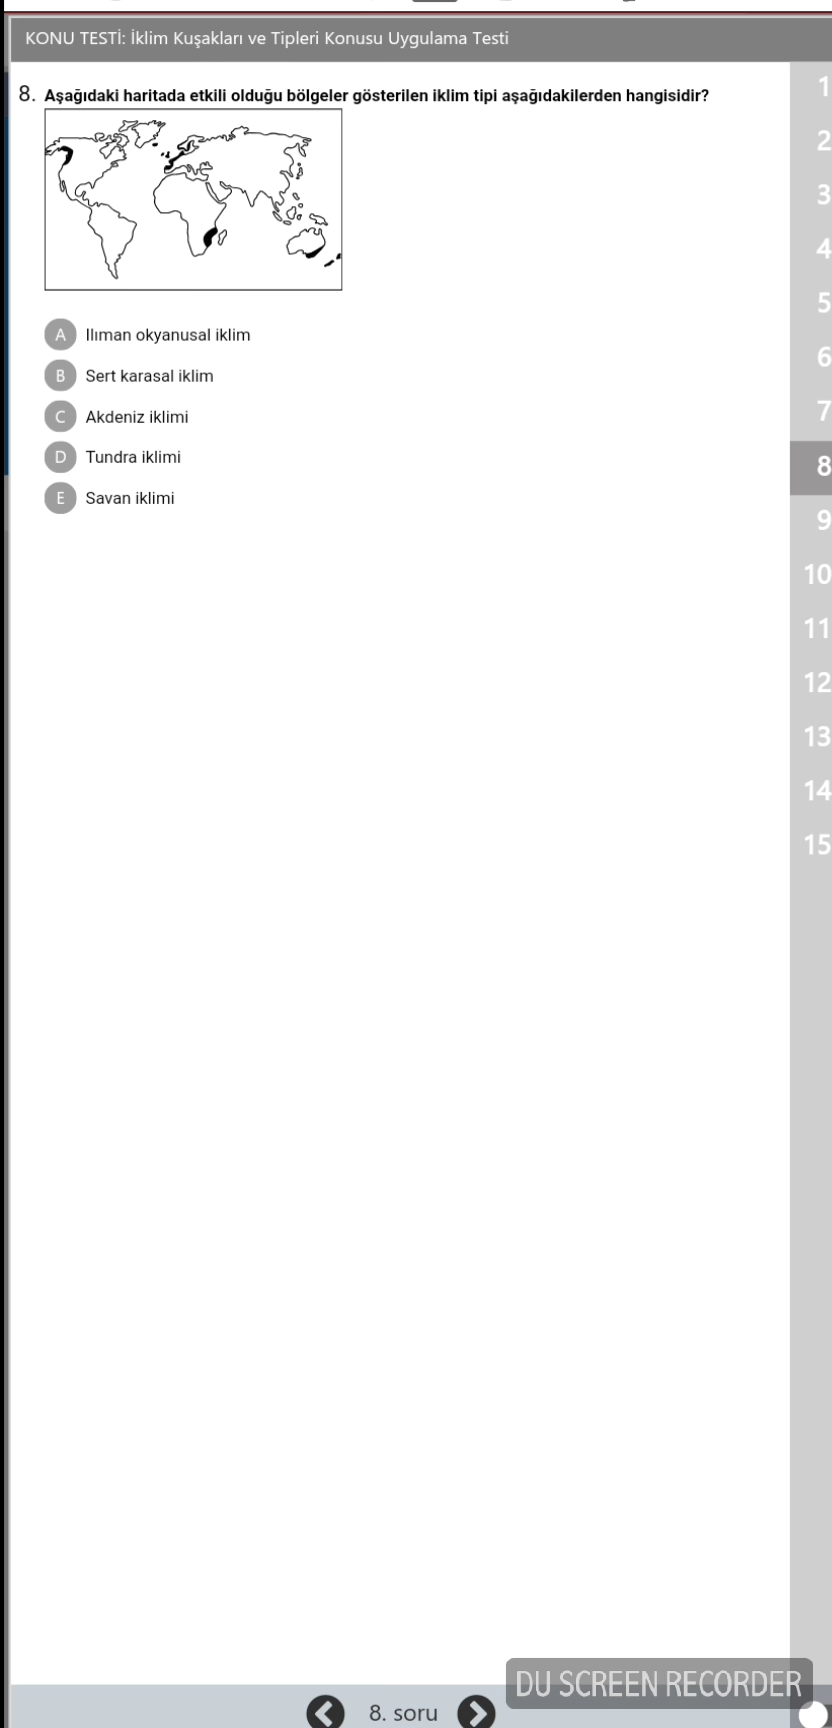 KONU TESTİ: İklim Kuşakları ve Tipleri Konusu Uygulama Testi
8. Aşağıdaki haritada etkili olduğu bölgeler gösterilen iklim tipi aşağıdakilerden hangisidir?
A Ilıman okyanusal iklim
B Sert karasal iklim
C Akdeniz iklimi
D Tundra iklimi
E Savan iklimi
1
2
3
4
5
6
7
8
9
10
11
12
13
14
15
DU SCREEN RECORDER
8. soru